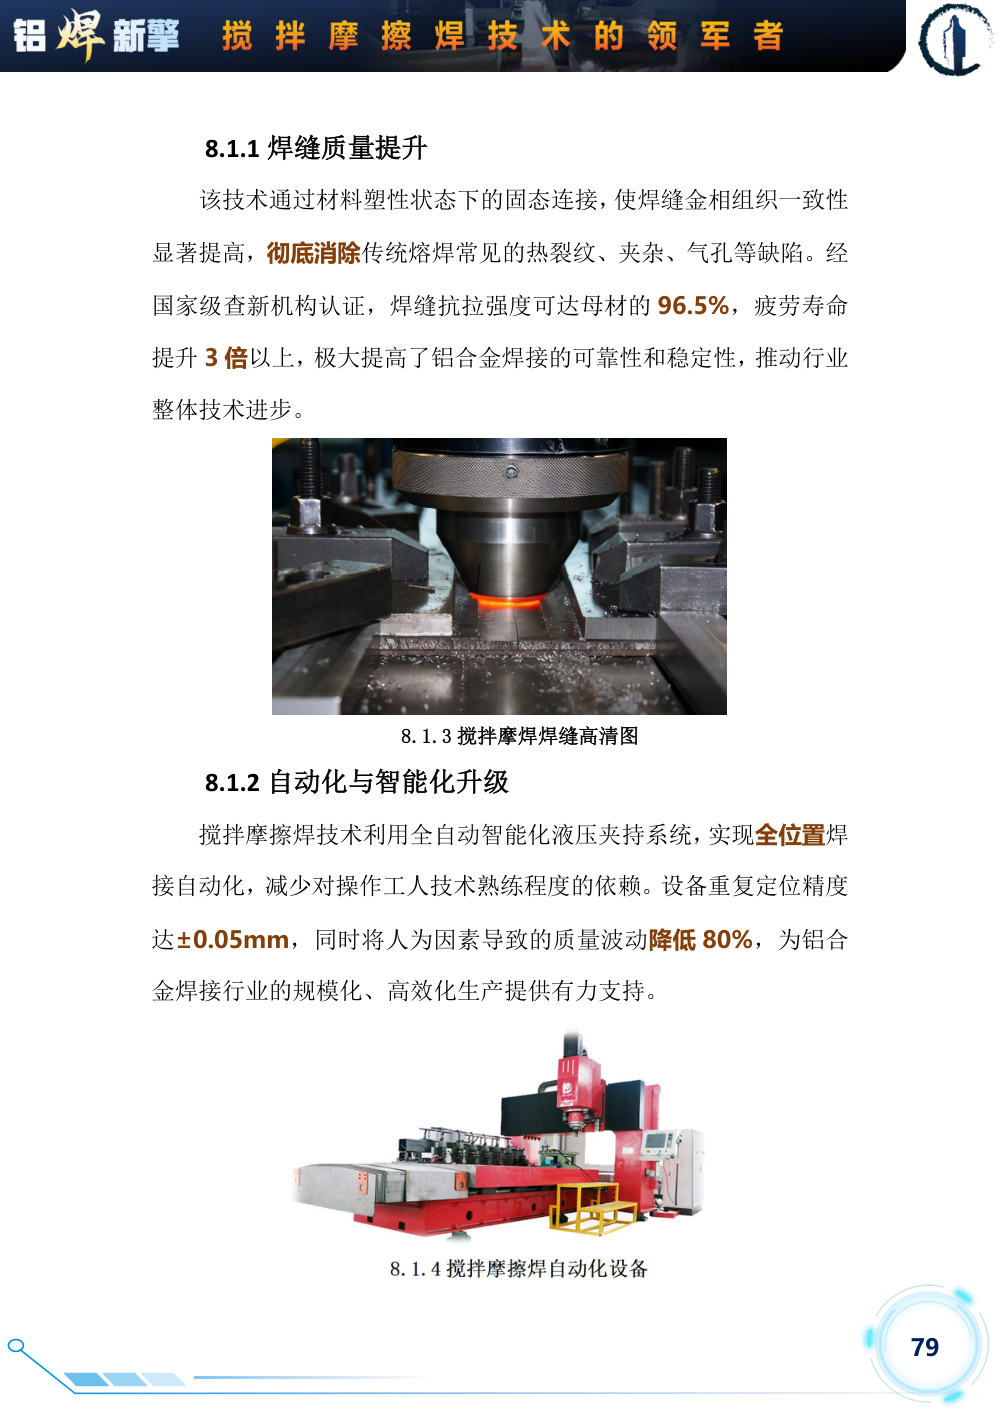 铝焊新擎 搅拌摩擦焊技术的领军者
8.1.1 焊缝质量提升
该技术通过材料塑性状态下的固态连接，使焊缝金相组织一致性
显著提高，彻底消除传统熔焊常见的热裂纹、夹杂、气孔等缺陷。经
国家级查新机构认证，焊缝抗拉强度可达母材的 96.5%，疲劳寿命
提升 3 倍以上，极大提高了铝合金焊接的可靠性和稳定性，推动行业
整体技术进步。
8.1.3 搅拌摩焊焊缝高清图
8.1.2 自动化与智能化升级
搅拌摩擦焊技术利用全自动智能化液压夹持系统，实现全位置焊
接自动化，减少对操作工人技术熟练程度的依赖。设备重复定位精度
达±0.05mm，同时将人为因素导致的质量波动降低 80%，为铝合
金焊接行业的规模化、高效化生产提供有力支持。
8.1.4 搅拌摩擦焊自动化设备
79